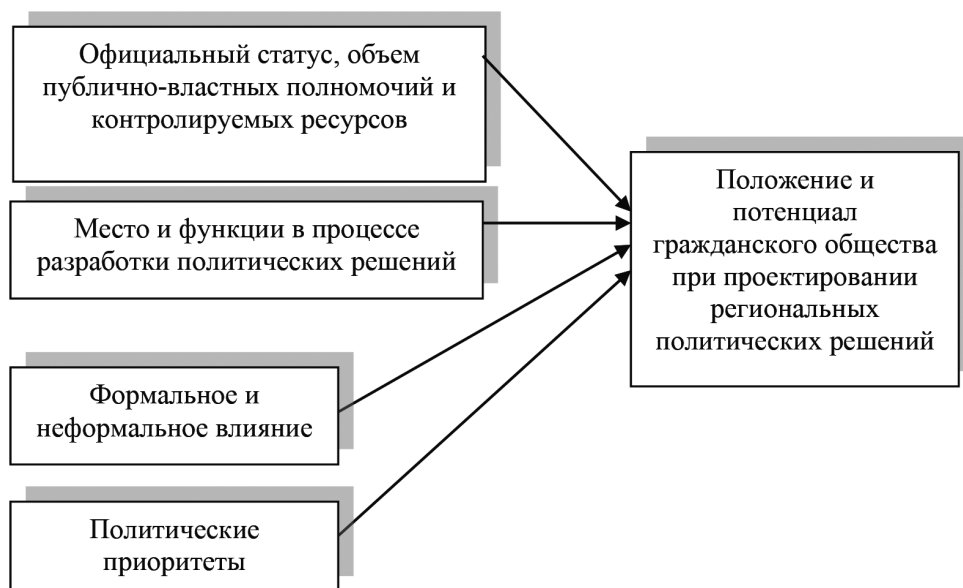 Официальный статус, объем
публично-властных полномочий и
контролируемых ресурсов
Место и функции в процессе
разработки политических решений
Формальное и
неформальное влияние
Политические
приоритеты
Положение и
потенциал
гражданского общества
при проектировании
региональных
политических решений